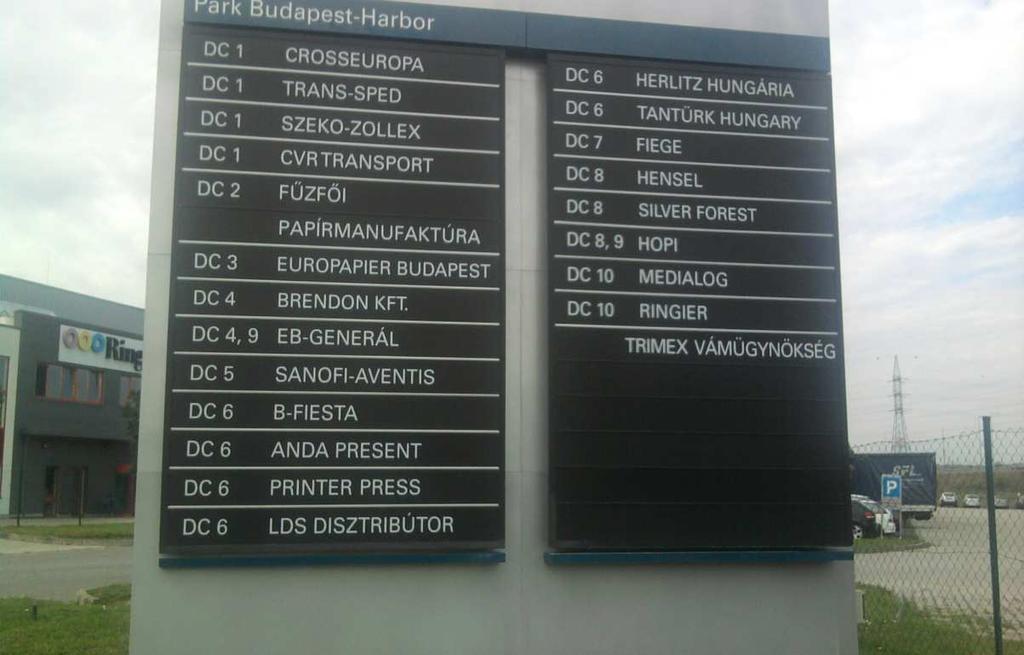 Park Budapest-Harbor
DC 1 CROSSEUROPA
DC 1 TRANS-SPED
DC 1 SZEKO-ZOLLEX
DC 1 CVR TRANSPORT
DC 2 FŰZFŐI
PAPÍRMANUFAKTÚRA
DC 3 EUROPAPIER BUDAPEST
DC 4 BRENDON KFT.
DC 4, 9 EB-GENERÁL
DC 5 SANOFI-AVENTIS
DC 6 B-FIESTA
DC 6 ANDA PRESENT
DC 6 PRINTER PRESS
DC 6 LDS DISZTRIBÚTOR
DC 6 HERLITZ HUNGÁRIA
DC 6 TANTÜRK HUNGARY
DC 7 FIEGE
DC 8 HENSEL
DC 8 SILVER FOREST
DC 8, 9 HOPI
DC 10 MEDIALOG
DC 10 RINGIER
TRIMEX VÁMÜGYNÖKSÉG
Ring
P